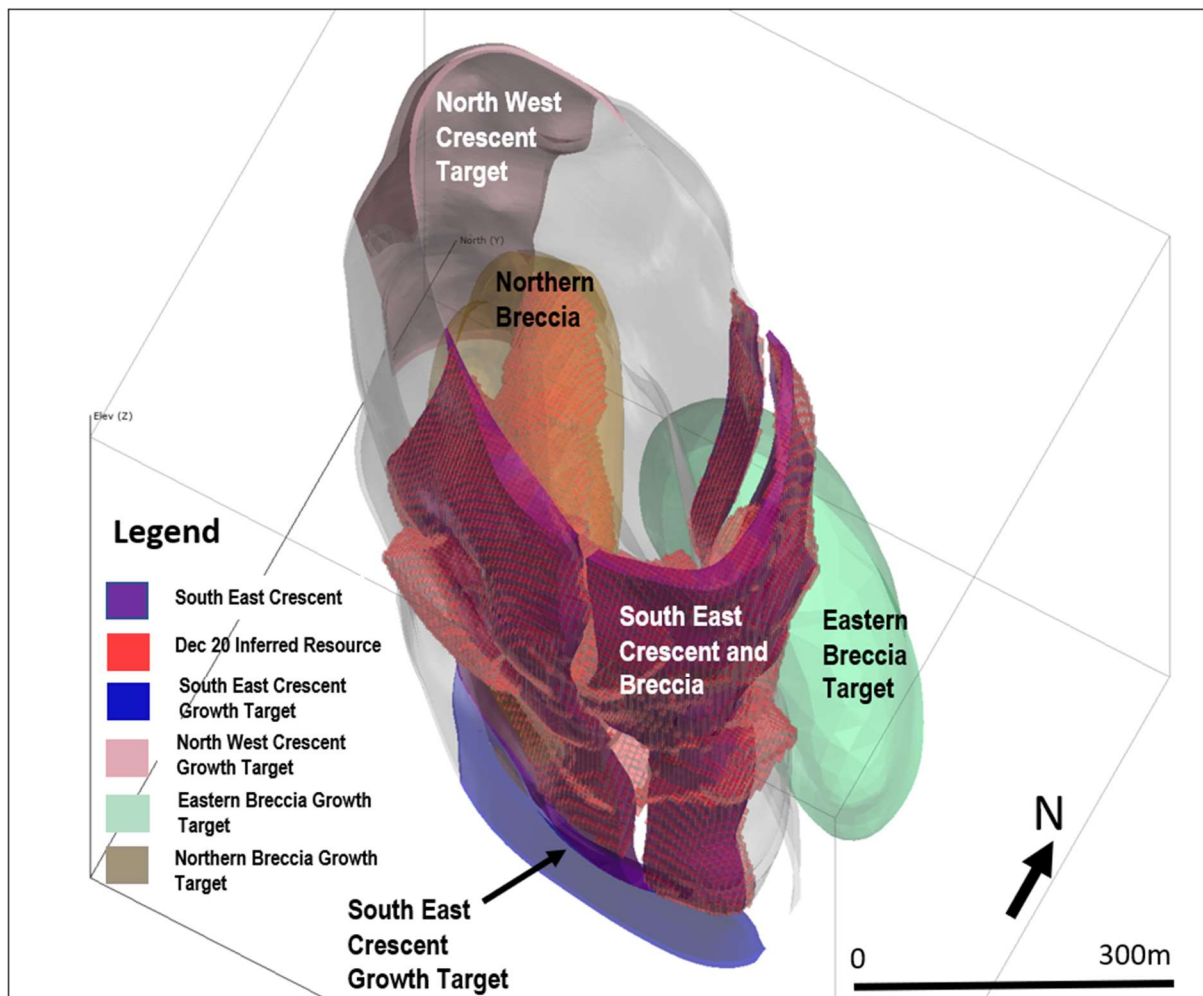 North West
Crescent
Target
North (Y)
Northern
Breccia
Elev (Z)
Legend
South East Crescent
Dec 20 Inferred Resource
South East Crescent
Growth Target
North West Crescent
Growth Target
Eastern Breccia Growth
Target
Northern Breccia Growth
Target
South East
Crescent and
Breccia
Eastern
Breccia
Target
South East
Crescent
Growth Target
N
0
300m